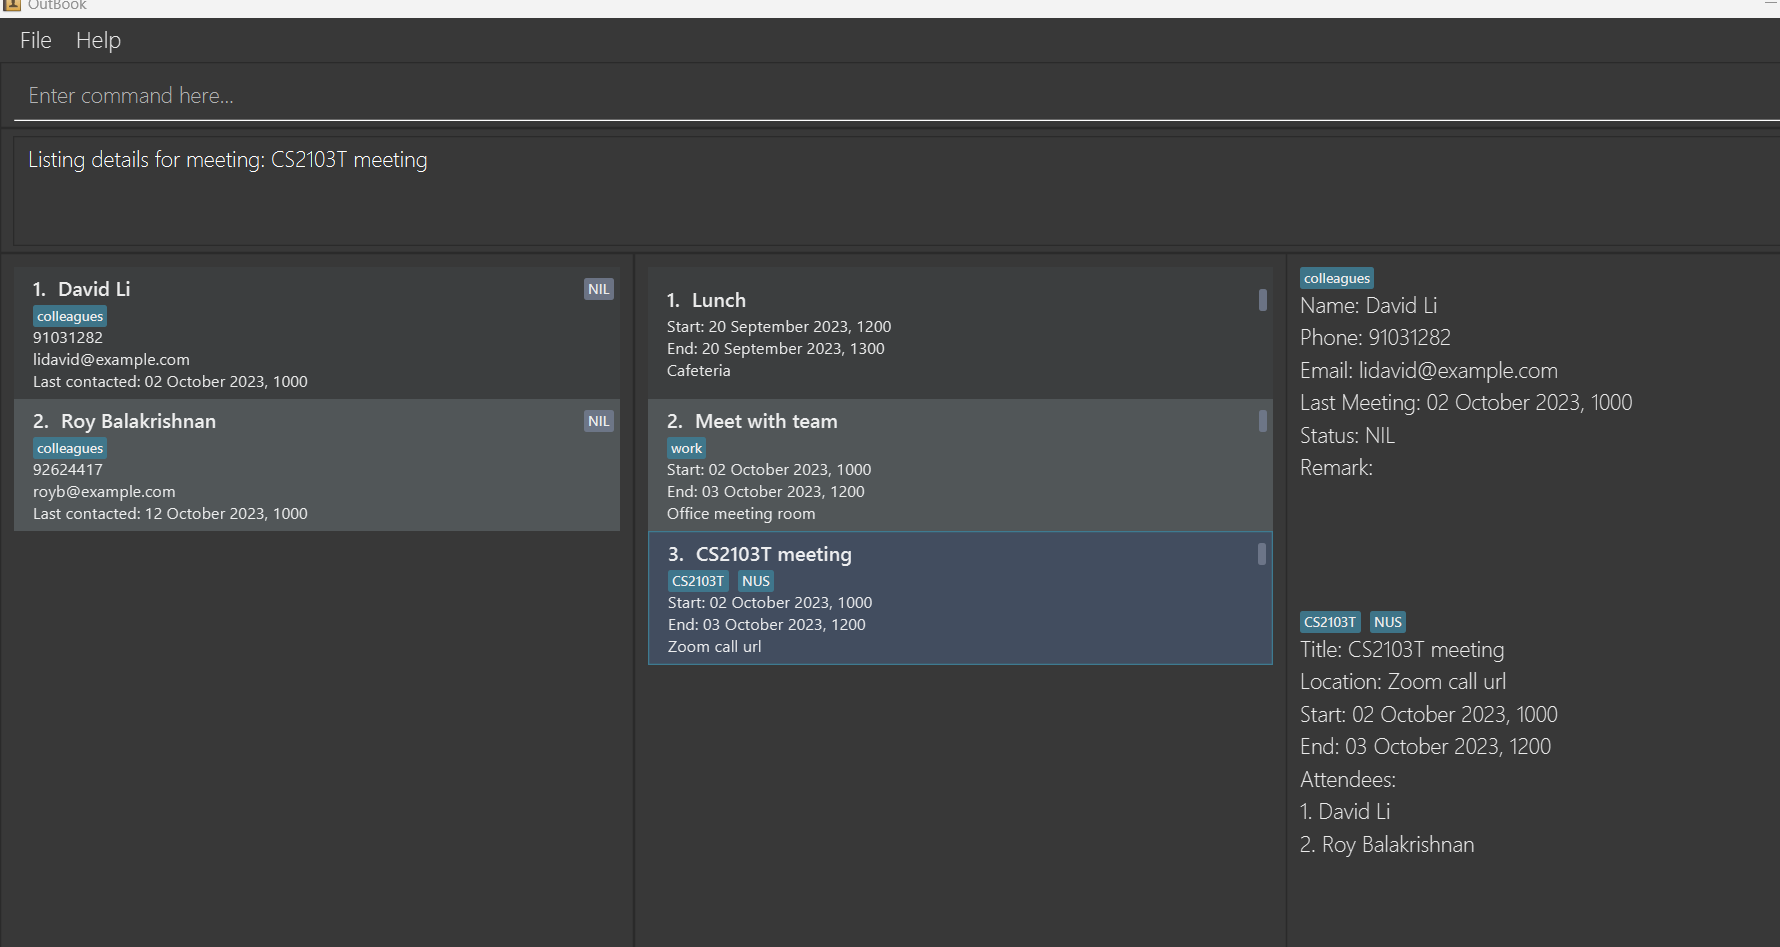 OutBook
File Help
Enter command here...
Listing details for meeting: CS2103T meeting
1. David Li NIL
colleagues
91031282
lidavid@example.com
Last contacted: 02 October 2023, 1000
2. Roy Balakrishnan NIL
colleagues
92624417
royb@example.com
Last contacted: 12 October 2023, 1000
1. Lunch
Start: 20 September 2023, 1200
End: 20 September 2023, 1300
Cafeteria
2. Meet with team
work
Start: 02 October 2023, 1000
End: 03 October 2023, 1200
Office meeting room
3. CS2103T meeting
CS2103T NUS
Start: 02 October 2023, 1000
End: 03 October 2023, 1200
Zoom call url
colleagues
Name: David Li
Phone: 91031282
Email: lidavid@example.com
Last Meeting: 02 October 2023, 1000
Status: NIL
Remark:
CS2103T NUS
Title: CS2103T meeting
Location: Zoom call url
Start: 02 October 2023, 1000
End: 03 October 2023, 1200
Attendees:
1. David Li
2. Roy Balakrishnan